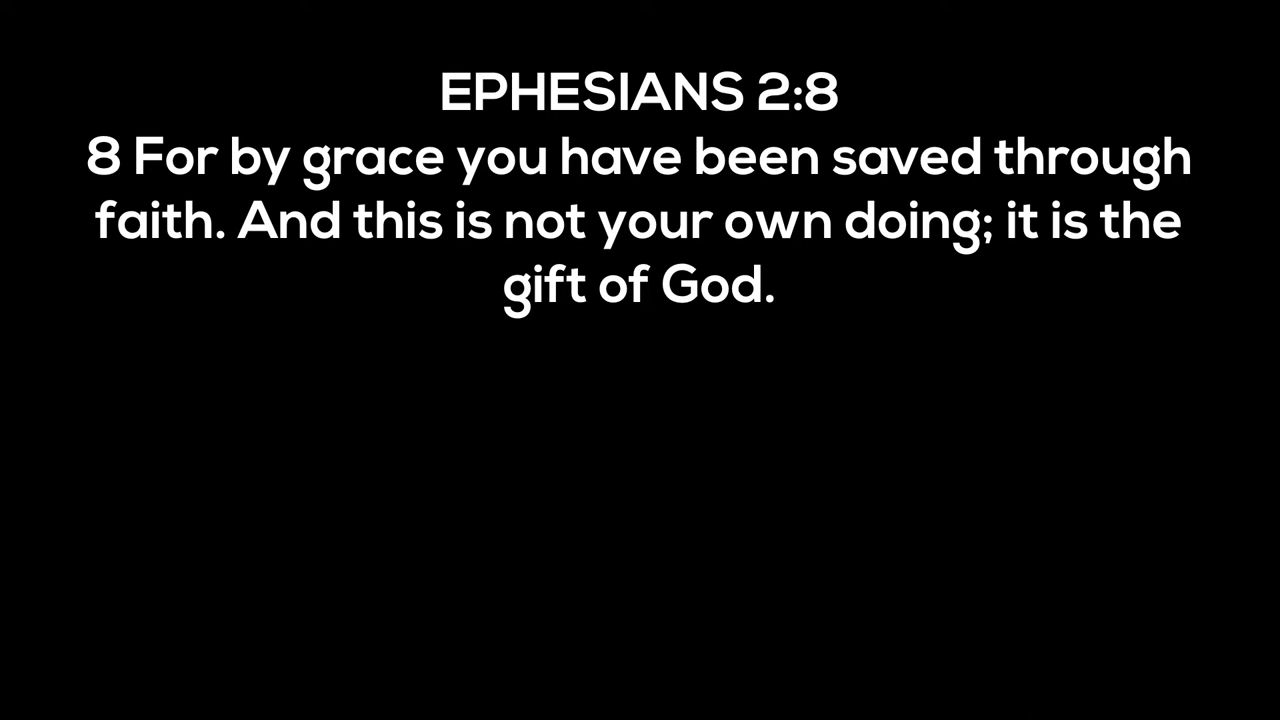 EPHESIANS 2:8
8 For by grace you have been saved through
faith. And this is not your own doing; it is the
gift of God.